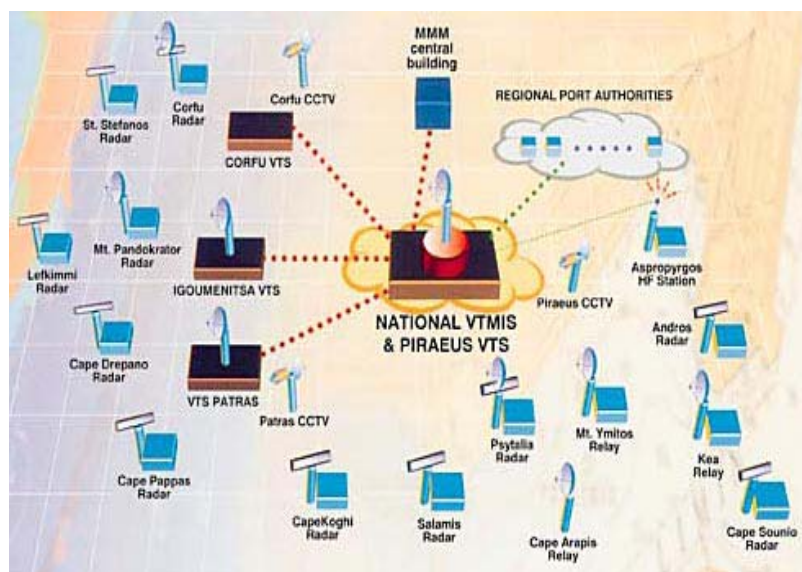 MMM
central
building
REGIONAL PORT AUTHORITIES
St. Stefanos
Radar
Corfu
Radar
Corfu CCTV
CORFU VTS
Lefkimmi
Radar
Mt. Pandokrator
Radar
IGOUMENITSA VTS
NATIONAL VTMIS
& PIRAEUS VTS
Piraeus CCTV
Aspropyrgos
HF Station
Andros
Radar
Cape Drepano
Radar
VTS PATRAS
Patras CCTV
Cape Pappas
Radar
CapeKoghi
Radar
Salamis
Radar
Psytalia
Radar
Mt. Ymitos
Relay
Kea
Relay
Cape Arapis
Relay
Cape Sounio
Radar